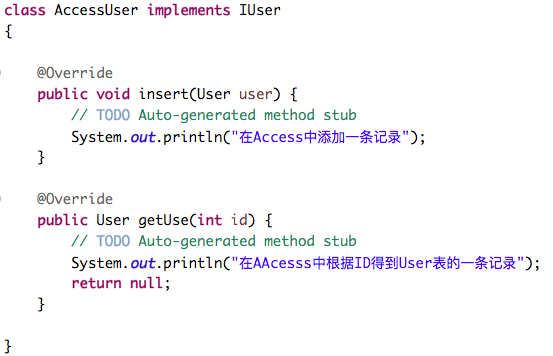 class AccessUser implements IUser
{
@Override
public void insert(User user) {
// TODO Auto-generated method stub
System.out.println("在Access中添加一条记录");
}
@Override
public User getUse(int id) {
// TODO Auto-generated method stub
System.out.println("在AAcesss中根据ID得到User表的一条记录");
return null;
}
}